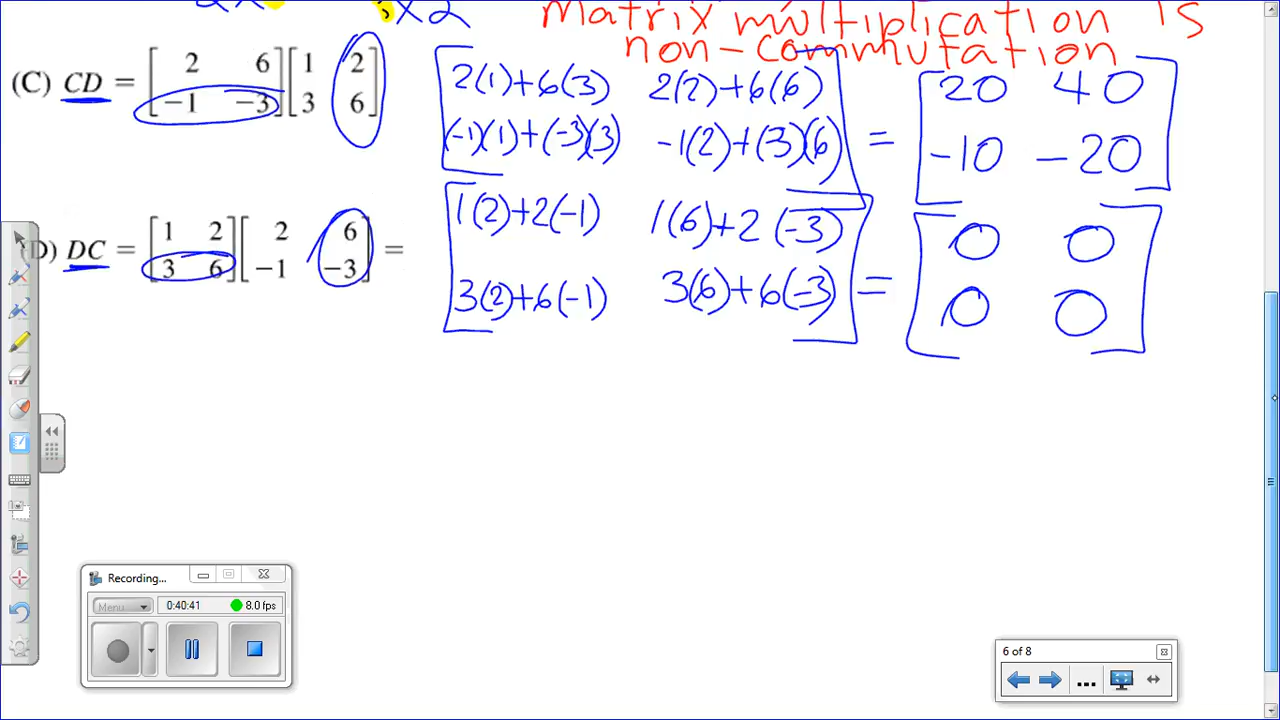 ×2
matrix multiplication is
non-commutation
(C) CD = [2 6 −1 −3][1 2 3 6]
[2(1)+6(3) 2(2)+6(6)
(-1)(1)+(-3)(3) -1(2)+(3)(6)] = [20 40
-10 -20]
(D) DC = [1 2 3 6][2 6 −1 −3] =
[1(2)+2(-1) 1(6)+2(-3)
3(2)+6(-1) 3(6)+6(-3)] = [0 0
0 0]
Recording...
Menu 0:40:41 8.0 fps
6 of 8
...